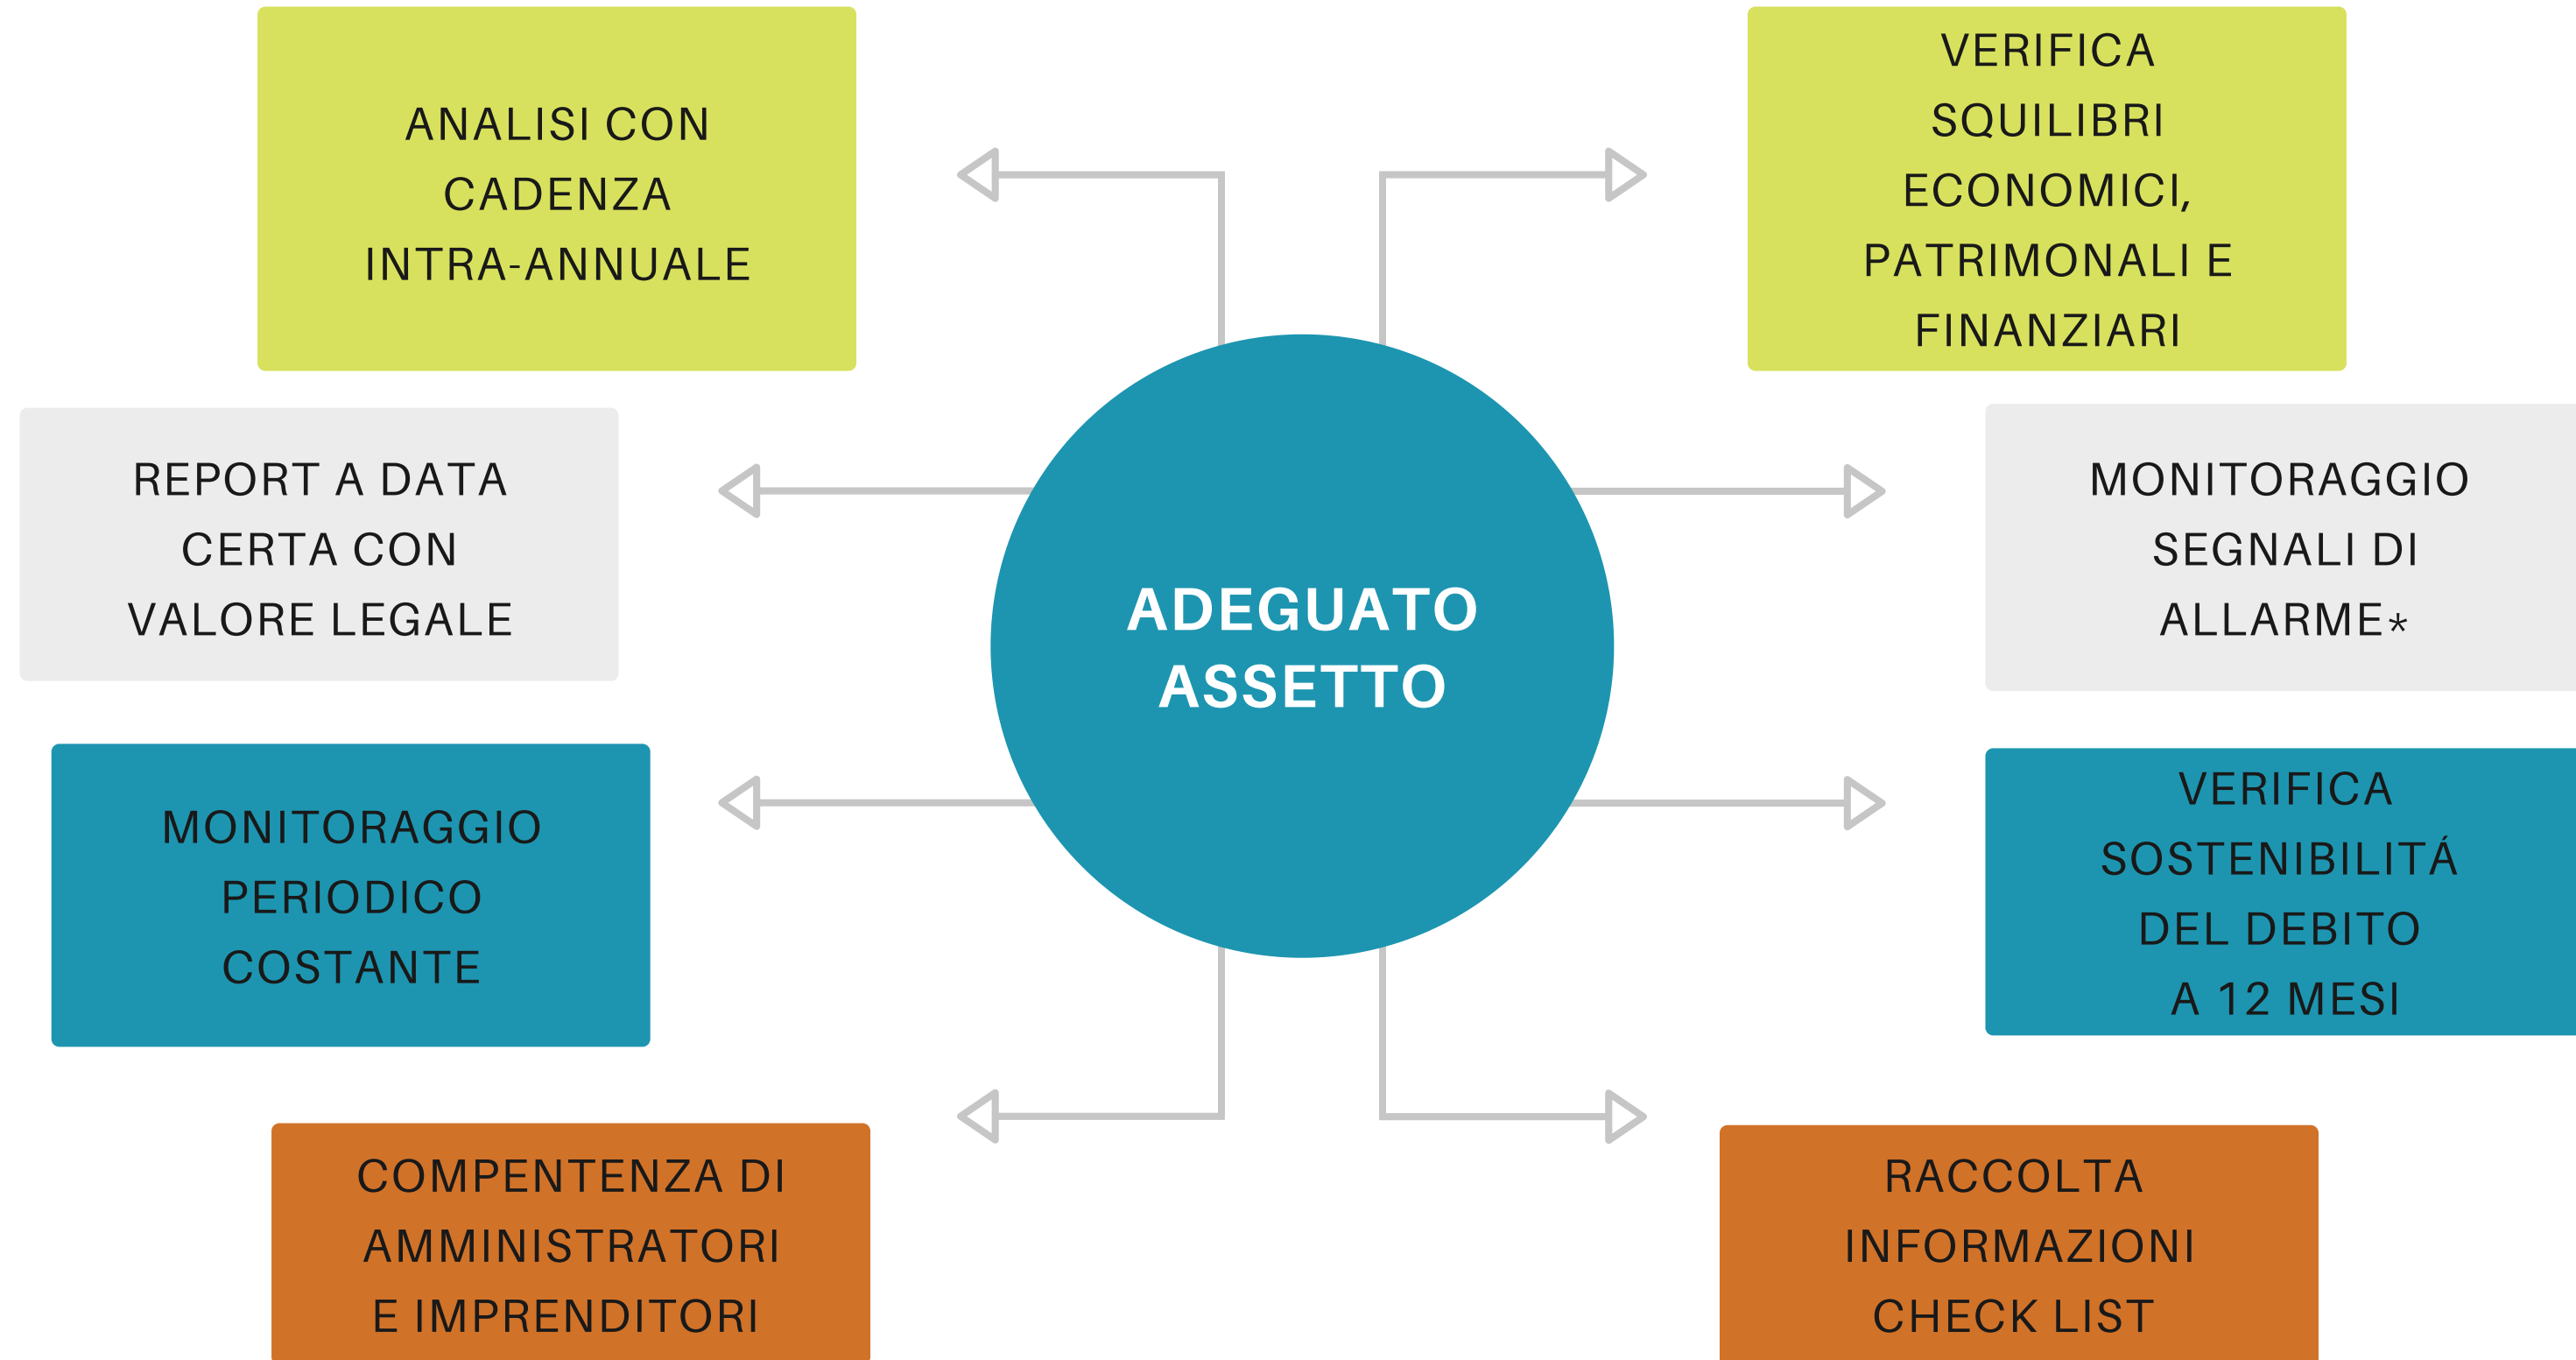 ANALISI CON
CADENZA
INTRA-ANNUALE
VERIFICA
SQUILIBRI
ECONOMICI,
PATRIMONALI E
FINANZIARI
REPORT A DATA
CERTA CON
VALORE LEGALE
MONITORAGGIO
SEGNALI DI
ALLARME*
ADEGUATO
ASSETTO
MONITORAGGIO
PERIODICO
COSTANTE
VERIFICA
SOSTENIBILITÁ
DEL DEBITO
A 12 MESI
COMPENTENZA DI
AMMINISTRATORI
E IMPRENDITORI
RACCOLTA
INFORMAZIONI
CHECK LIST